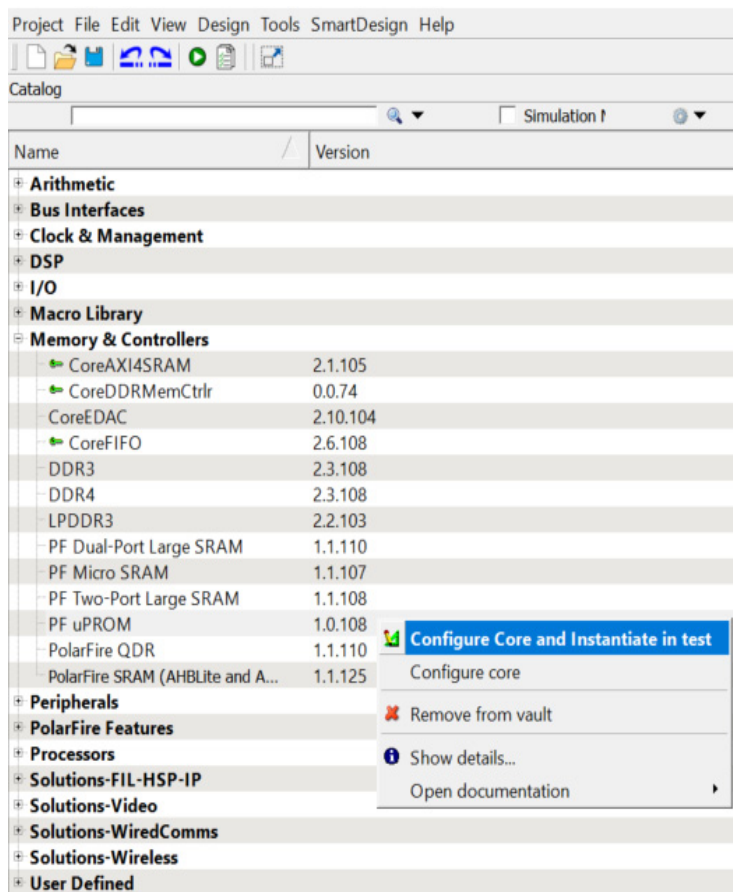 Project File Edit View Design Tools SmartDesign Help
Catalog
Simulation M
Name Version
Arithmetic
Bus Interfaces
Clock & Management
DSP
I/O
Macro Library
Memory & Controllers
CoreAXI4SRAM 2.1.105
CoreDDRMemCtrlr 0.0.74
CoreEDAC 2.10.104
CoreFIFO 2.6.108
DDR3 2.3.108
DDR4 2.3.108
LPDDR3 2.2.103
PF Dual-Port Large SRAM 1.1.110
PF Micro SRAM 1.1.107
PF Two-Port Large SRAM 1.1.108
PF uPROM 1.0.108
PolarFire QDR 1.1.110
PolarFire SRAM (AHBLite and A... 1.1.125
Configure Core and Instantiate in test
Configure core
Remove from vault
Show details...
Open documentation
Peripherals
PolarFire Features
Processors
Solutions-FIL-HSP-IP
Solutions-Video
Solutions-WiredComms
Solutions-Wireless
User Defined